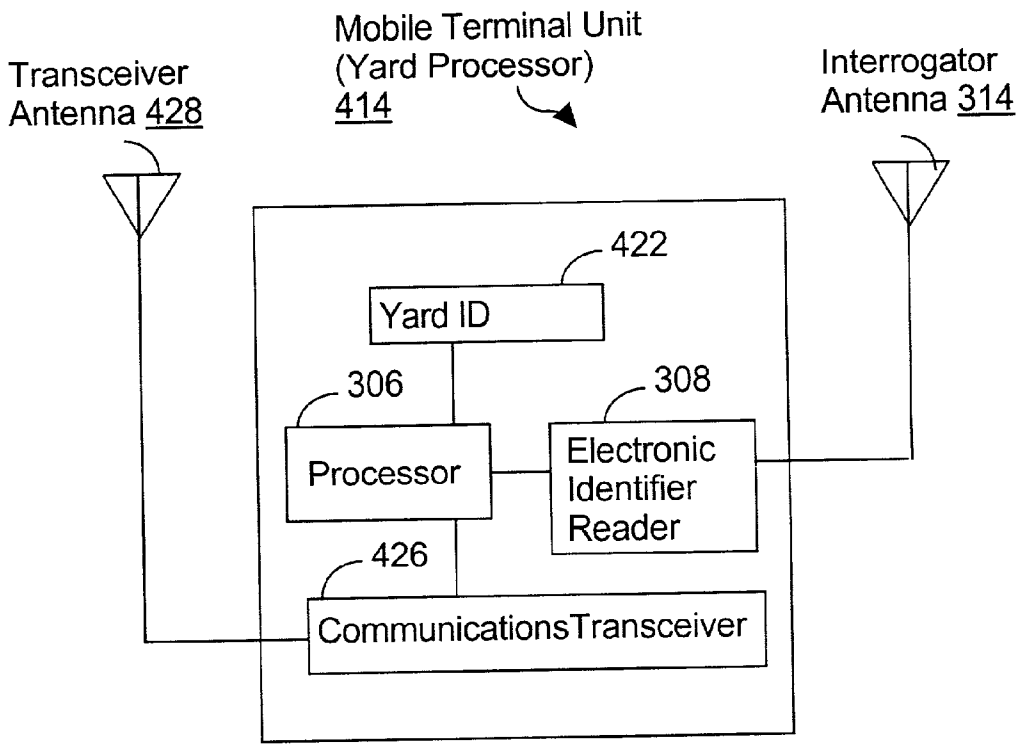 Mobile Terminal Unit
(Yard Processor)
414
Transceiver
Antenna 428
Interrogator
Antenna 314
422
Yard ID
306
308
Processor
Electronic
Identifier
Reader
426
CommunicationsTransceiver